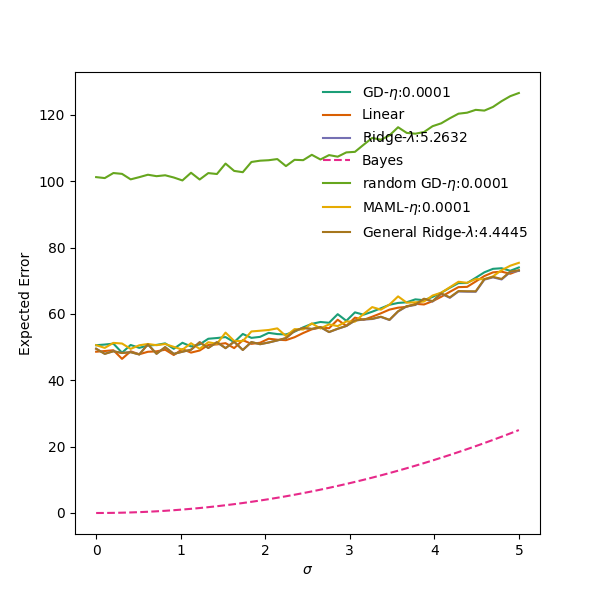 GD-η:0.0001
Linear
Ridge-λ:5.2632
Bayes
random GD-η:0.0001
MAML-η:0.0001
General Ridge-λ:4.4445
120
100
80
60
40
20
0
Expected Error
0 1 2 3 4 5
σ